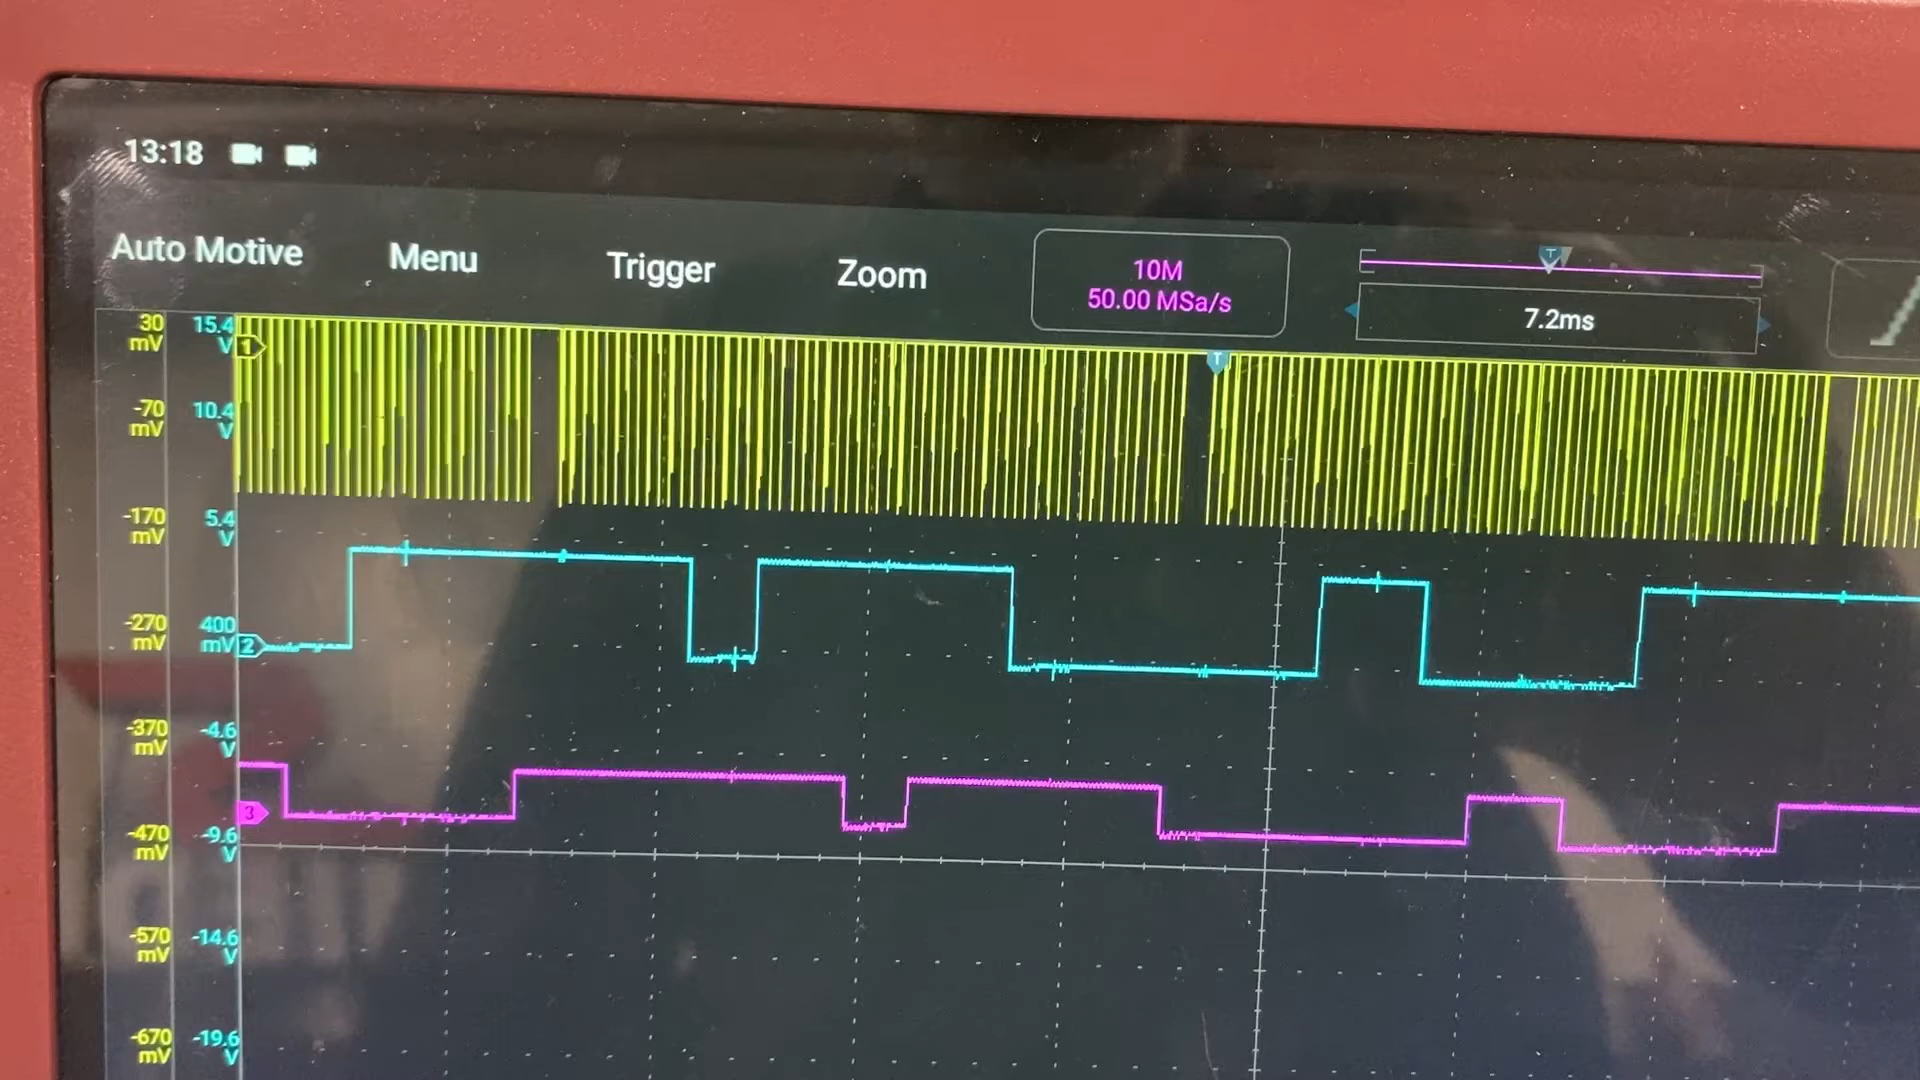 13:18
Auto Motive Menu Trigger Zoom
10M
50.00 MSa/s
T
7.2ms
30 mV 15.4 V
1
T
-70 mV 10.4 V
-170 mV 5.4 V
-270 mV 400 mV
2
-370 mV -4.6 V
3
-470 mV -9.6 V
-570 mV -14.6 V
-670 mV -19.6 V